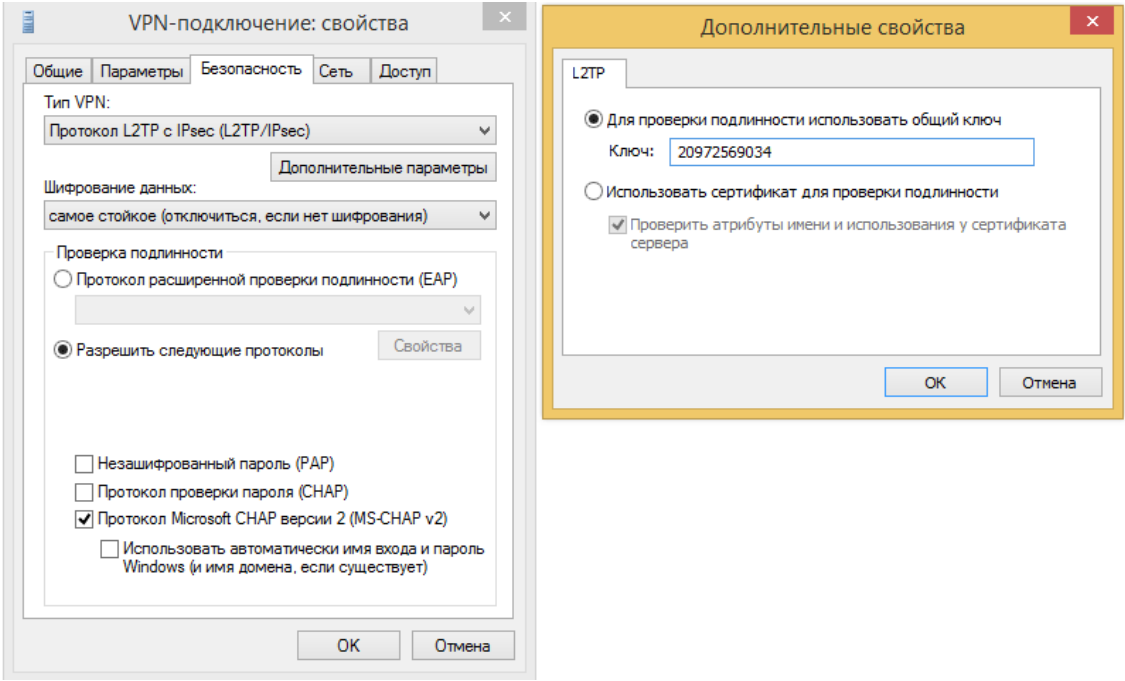 VPN-подключение: свойства
Общие Параметры Безопасность Сеть Доступ
Тип VPN:
Протокол L2TP с IPsec (L2TP/IPsec)
Дополнительные параметры
Шифрование данных:
самое стойкое (отключиться, если нет шифрования)
Проверка подлинности
Протокол расширенной проверки подлинности (EAP)
Свойства
Разрешить следующие протоколы
Незашифрованный пароль (PAP)
Протокол проверки пароля (CHAP)
Протокол Microsoft CHAP версии 2 (MS-CHAP v2)
Использовать автоматически имя входа и пароль
Windows (и имя домена, если существует)
OK Отмена
Дополнительные свойства
L2TP
Для проверки подлинности использовать общий ключ
Ключ: 20972569034
Использовать сертификат для проверки подлинности
Проверить атрибуты имени и использования у сертификата
сервера
OK Отмена